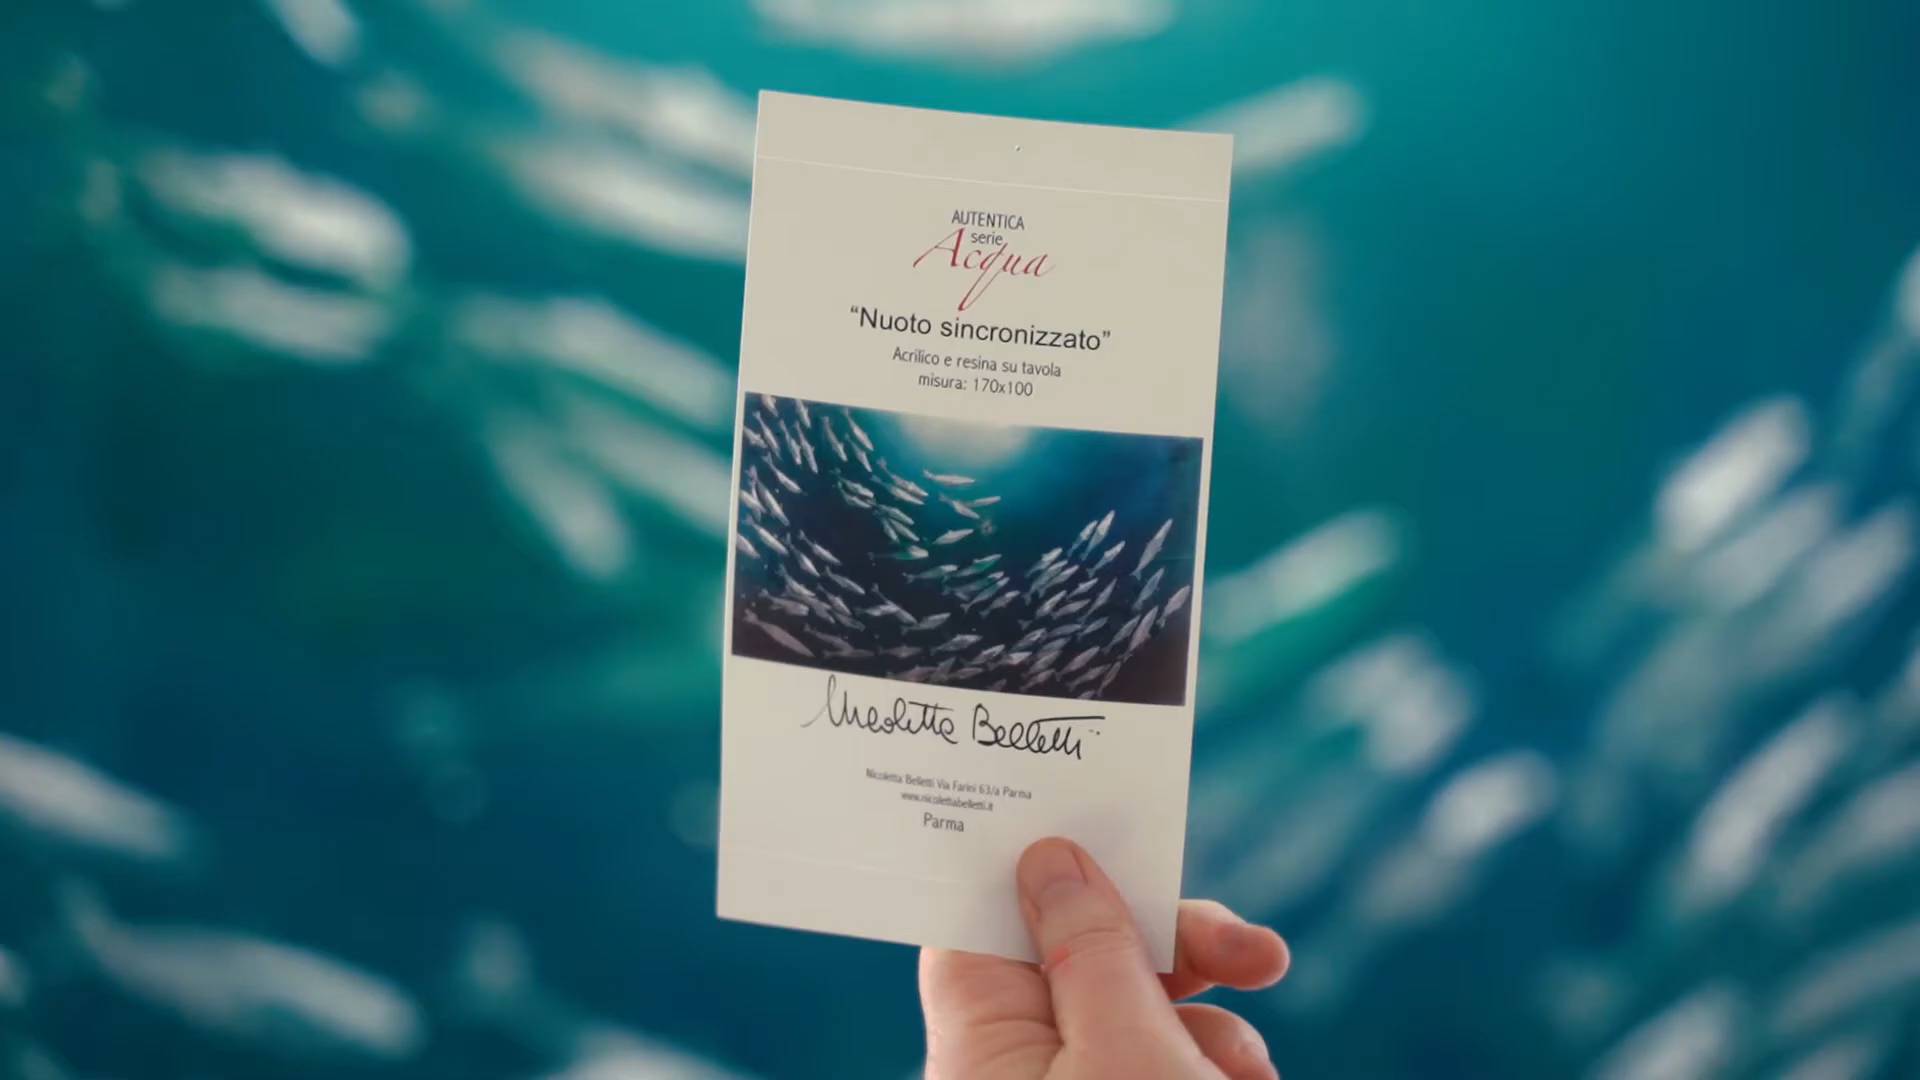 AUTENTICA
serie
Acqua
“Nuoto sincronizzato”
Acrilico e resina su tavola
misura: 170x100
Nicoletta Belletti
Nicoletta Belletti Via Farini 63/a Parma
www.nicolettabelletti.it
Parma